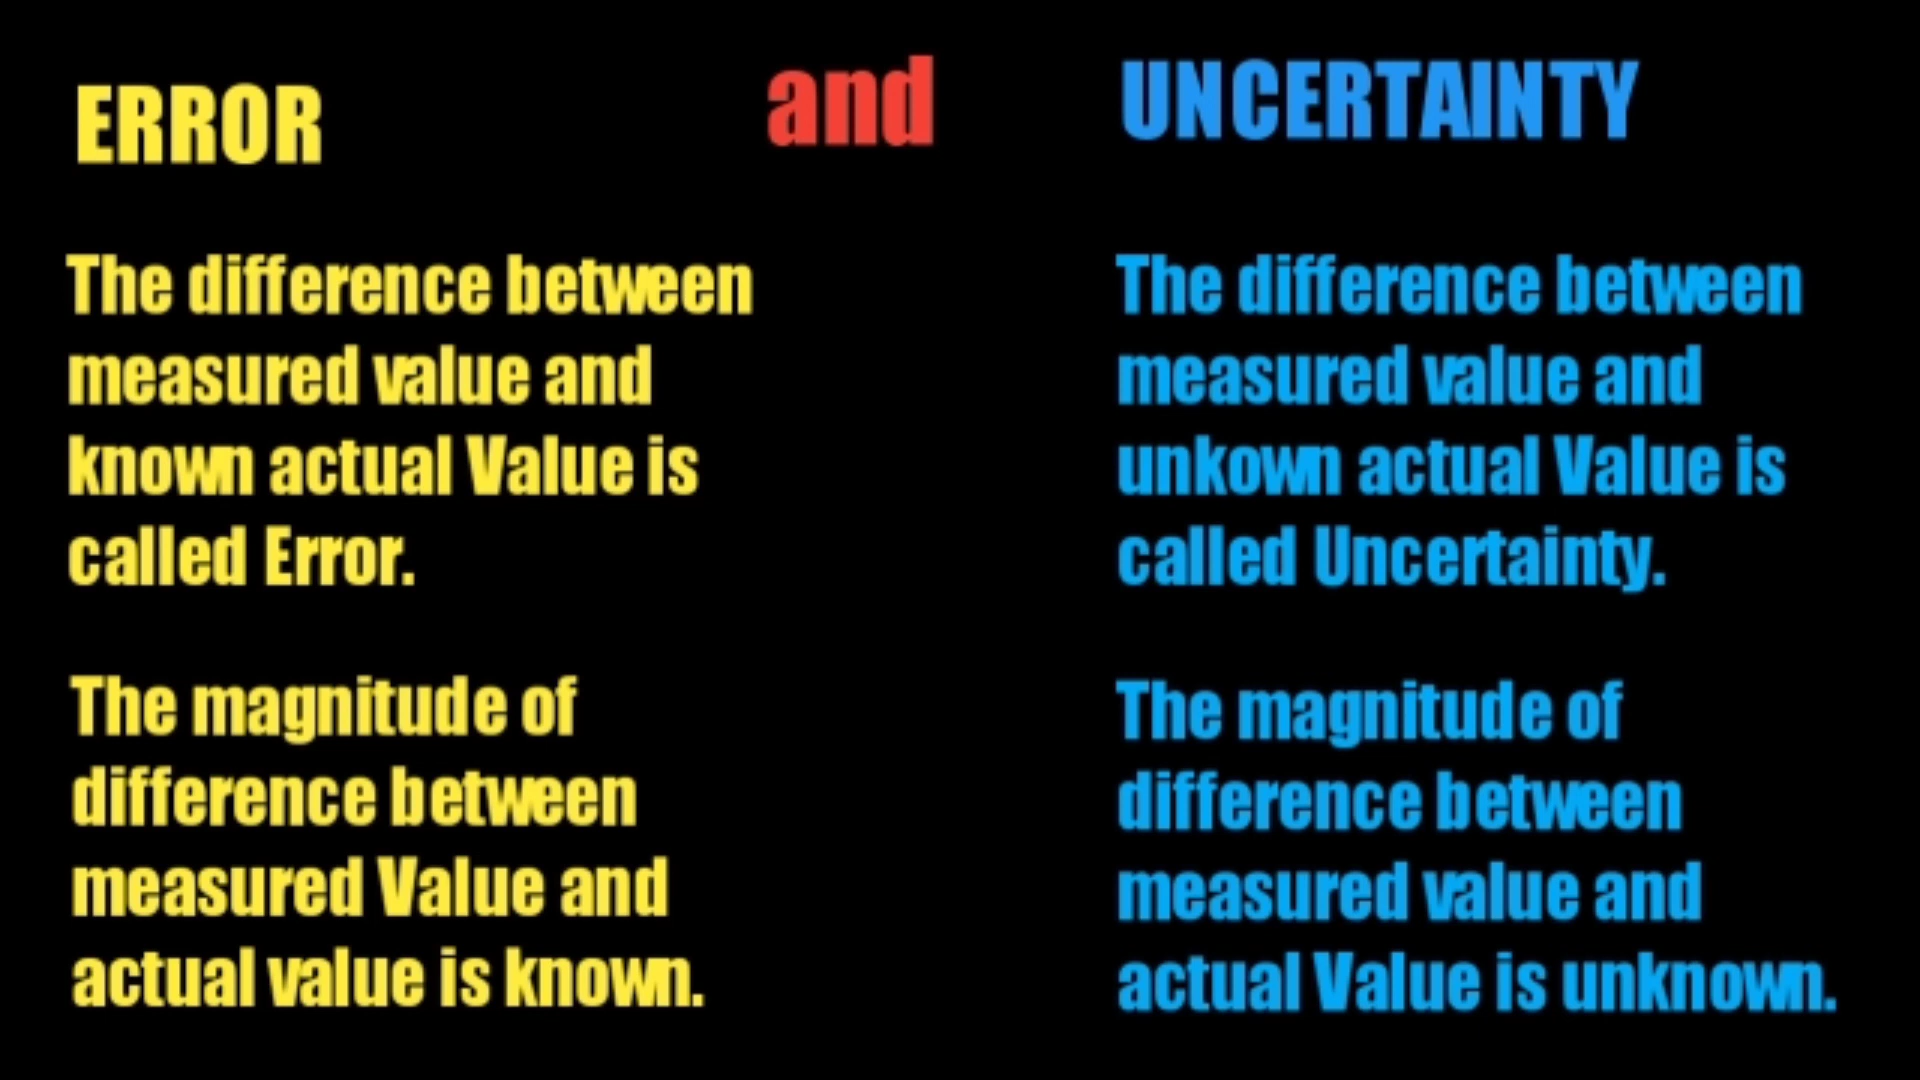 ERROR and UNCERTAINTY
The difference between
measured value and
known actual Value is
called Error.
The magnitude of
difference between
measured Value and
actual value is known.
The difference between
measured value and
unkown actual Value is
called Uncertainty.
The magnitude of
difference between
measured value and
actual Value is unknown.